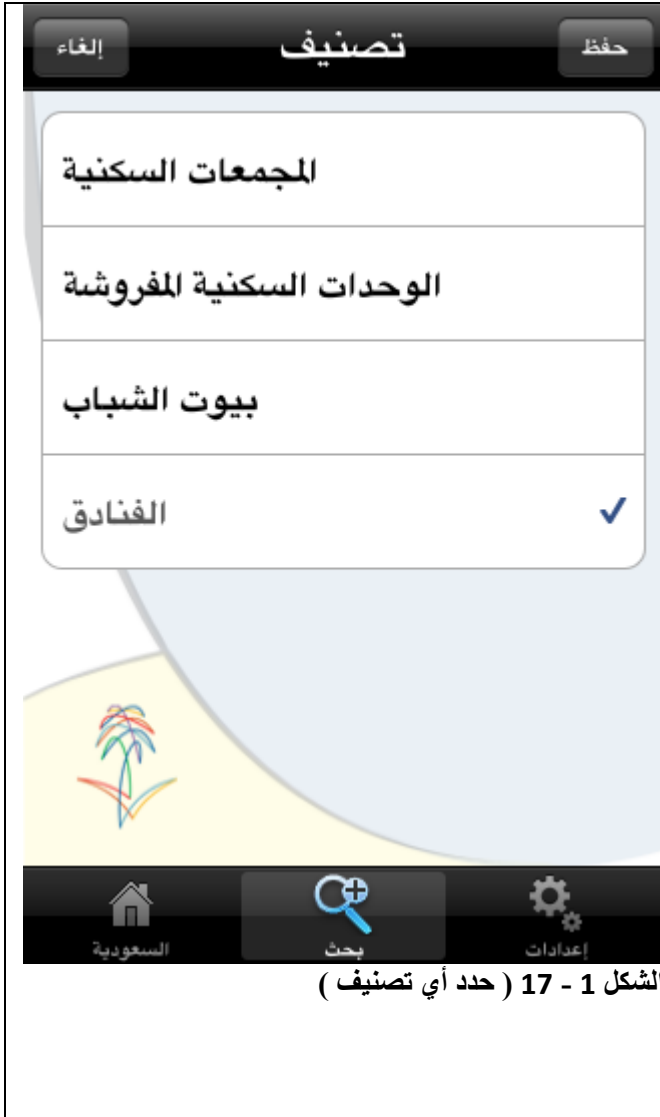 حفظ
تصنيف
إلغاء
المجمعات السكنية
الوحدات السكنية المفروشة
بيوت الشباب
الفنادق
إعدادات
بحث
السعودية
الشكل 1 - 17 ( حدد أي تصنيف )